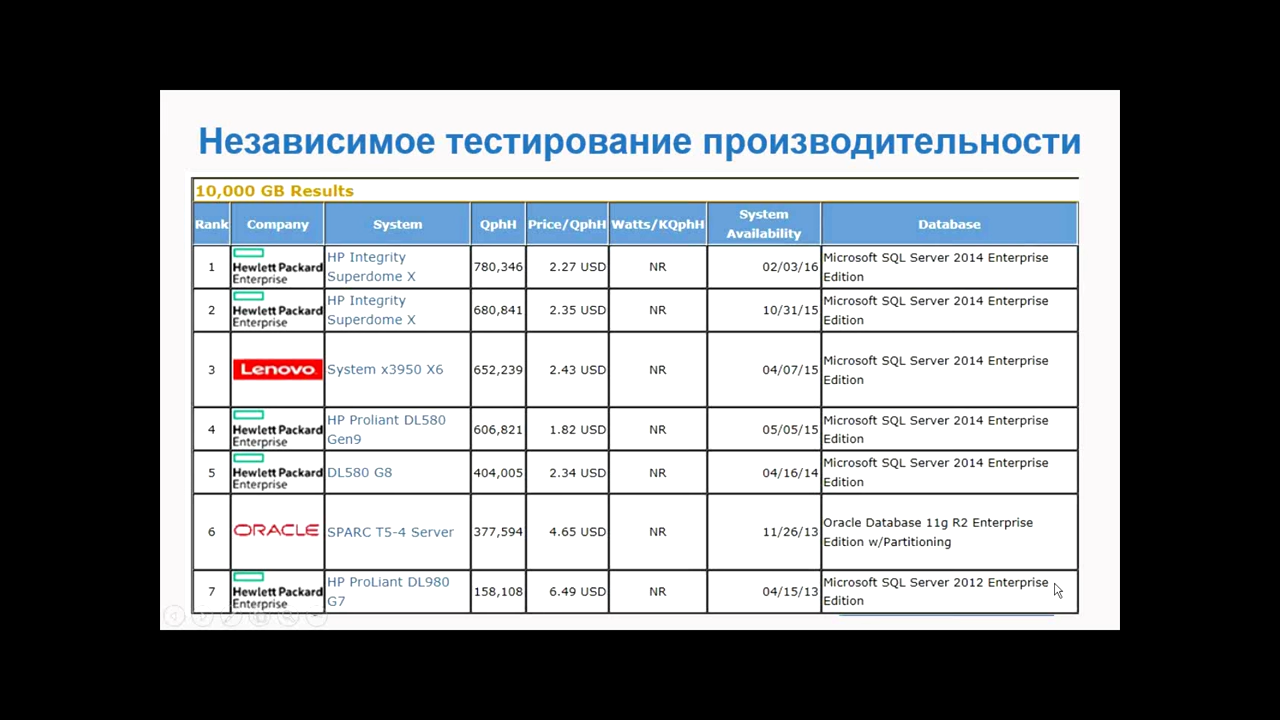 Независимое тестирование производительности
10,000 GB Results
Rank Company System QphH Price/QphH Watts/KQphH System Availability Database
1 Hewlett Packard Enterprise HP Integrity Superdome X 780,346 2.27 USD NR 02/03/16 Microsoft SQL Server 2014 Enterprise Edition
2 Hewlett Packard Enterprise HP Integrity Superdome X 680,841 2.35 USD NR 10/31/15 Microsoft SQL Server 2014 Enterprise Edition
3 Lenovo System x3950 X6 652,239 2.43 USD NR 04/07/15 Microsoft SQL Server 2014 Enterprise Edition
4 Hewlett Packard Enterprise HP Proliant DL580 Gen9 606,821 1.82 USD NR 05/05/15 Microsoft SQL Server 2014 Enterprise Edition
5 Hewlett Packard Enterprise DL580 G8 404,005 2.34 USD NR 04/16/14 Microsoft SQL Server 2014 Enterprise Edition
6 ORACLE SPARC T5-4 Server 377,594 4.65 USD NR 11/26/13 Oracle Database 11g R2 Enterprise Edition w/Partitioning
7 Hewlett Packard Enterprise HP ProLiant DL980 G7 158,108 6.49 USD NR 04/15/13 Microsoft SQL Server 2012 Enterprise Edition